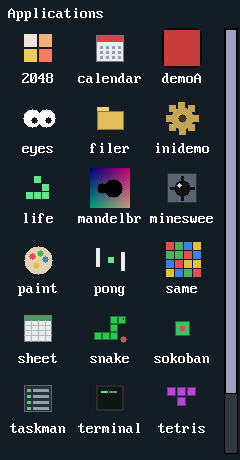 Applications
2048 calendar demoA
eyes filer inidemo
life mandelbr mineswee
paint pong same
sheet snake sokoban
taskman terminal tetris